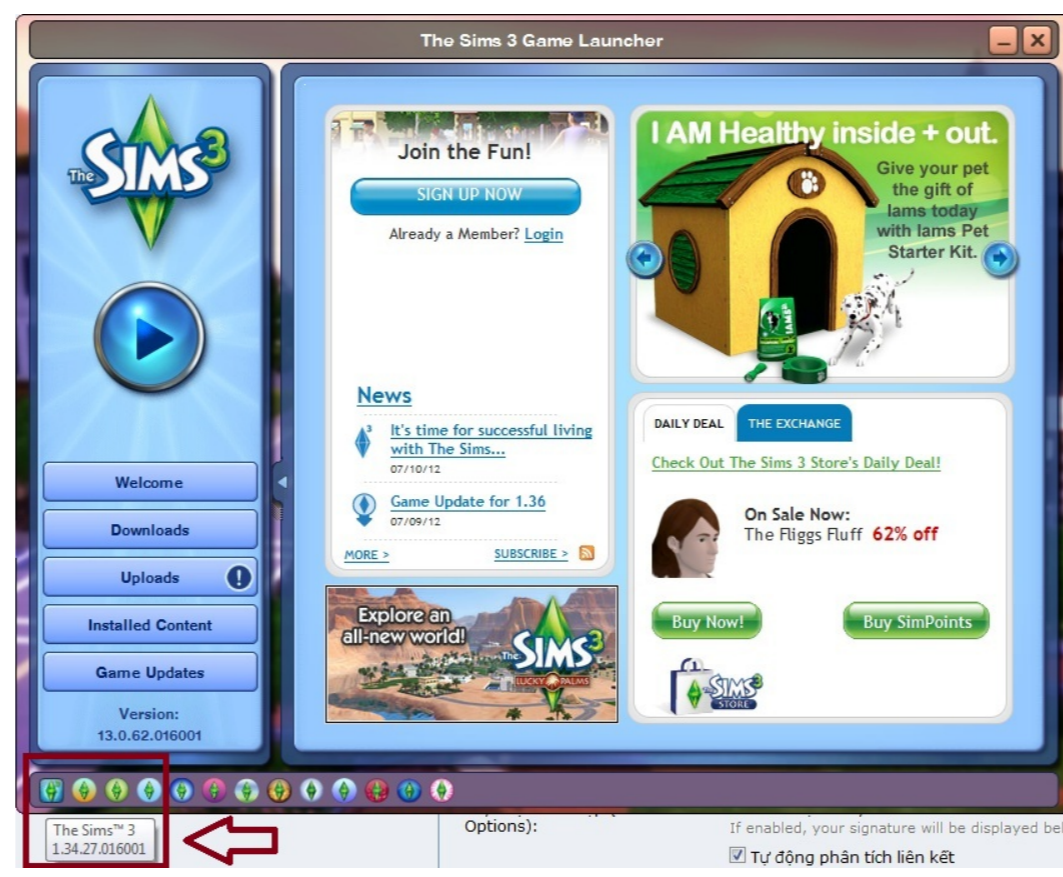 The Sims 3 Game Launcher
The SIMS 3
Welcome
Downloads
Uploads
Installed Content
Game Updates
Version:
13.0.62.016001
Join the Fun!
SIGN UP NOW
Already a Member? Login
News
It's time for successful living
with The Sims...
07/10/12
Game Update for 1.36
07/09/12
MORE >
SUBSCRIBE >
Explore an
all-new world!
The SIMS 3
LUCKY PALMS
I AM Healthy inside + out.
Give your pet
the gift of
Iams today
with Iams Pet
Starter Kit.
IAMS
DAILY DEAL
THE EXCHANGE
Check Out The Sims 3 Store's Daily Deal!
On Sale Now:
The Fliggs Fluff 62% off
Buy Now!
Buy SimPoints
The SIMS 3
STORE
The Sims™ 3
1.34.27.016001
Options):
If enabled, your signature will be displayed bel
Tự động phân tích liên kết